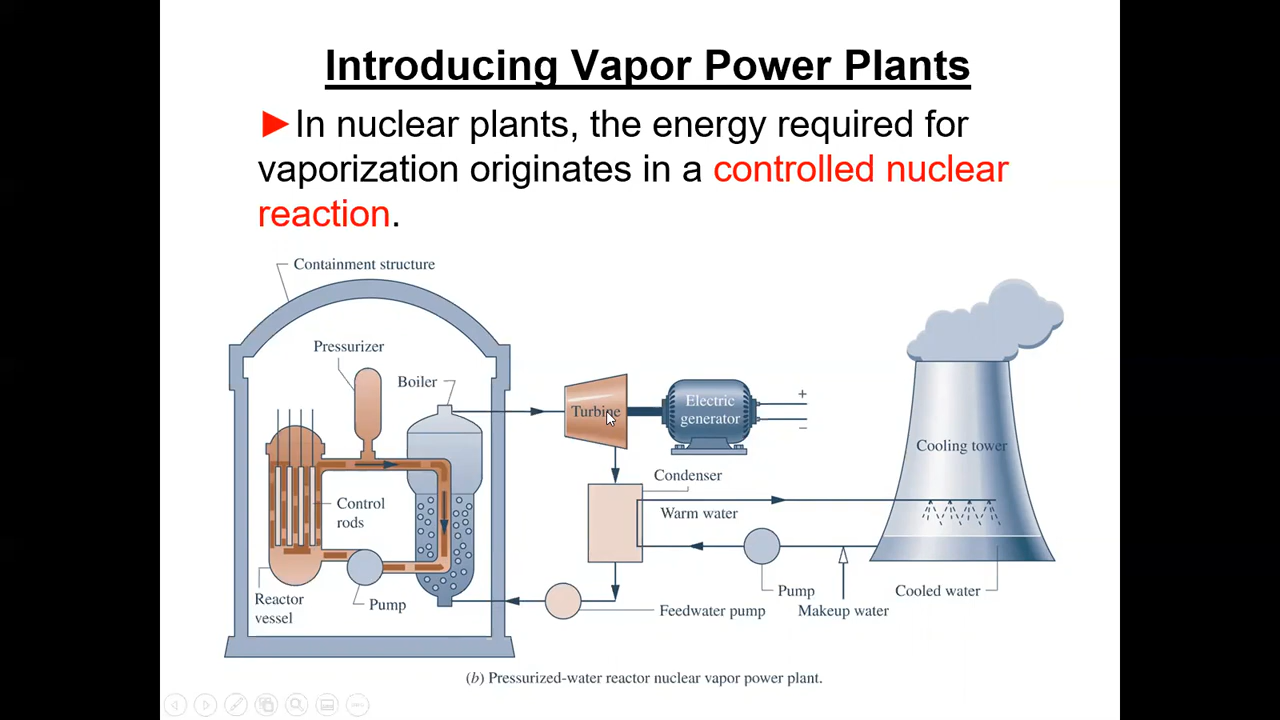 Introducing Vapor Power Plants
►In nuclear plants, the energy required for
vaporization originates in a controlled nuclear
reaction.
Containment structure
Pressurizer
Boiler
Turbine
Electric
generator
+
–
Cooling tower
Condenser
Control
rods
Warm water
Reactor
vessel
Pump
Feedwater pump
Pump
Makeup water
Cooled water
(b) Pressurized-water reactor nuclear vapor power plant.